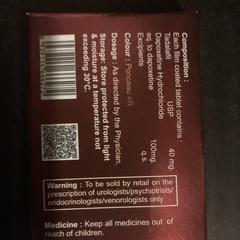 Composition :
Each film coated tablet contains :
Tadalafil USP 40 mg.
Dapoxetine Hydrochloride
eq. to dapoxetine 100mg.
Excipients q.s.
Colour : Ponceau 4R
Dosage : As directed by the Physician.
Storage: Store protected from light
& moisture at a temperature not
exceeding 30°C.
Warning : To be sold by retail on the
prescription of urologists/psychiatrists/
endocrinologists/venorologists only
Medicine : Keep all medicines out of
reach of children.